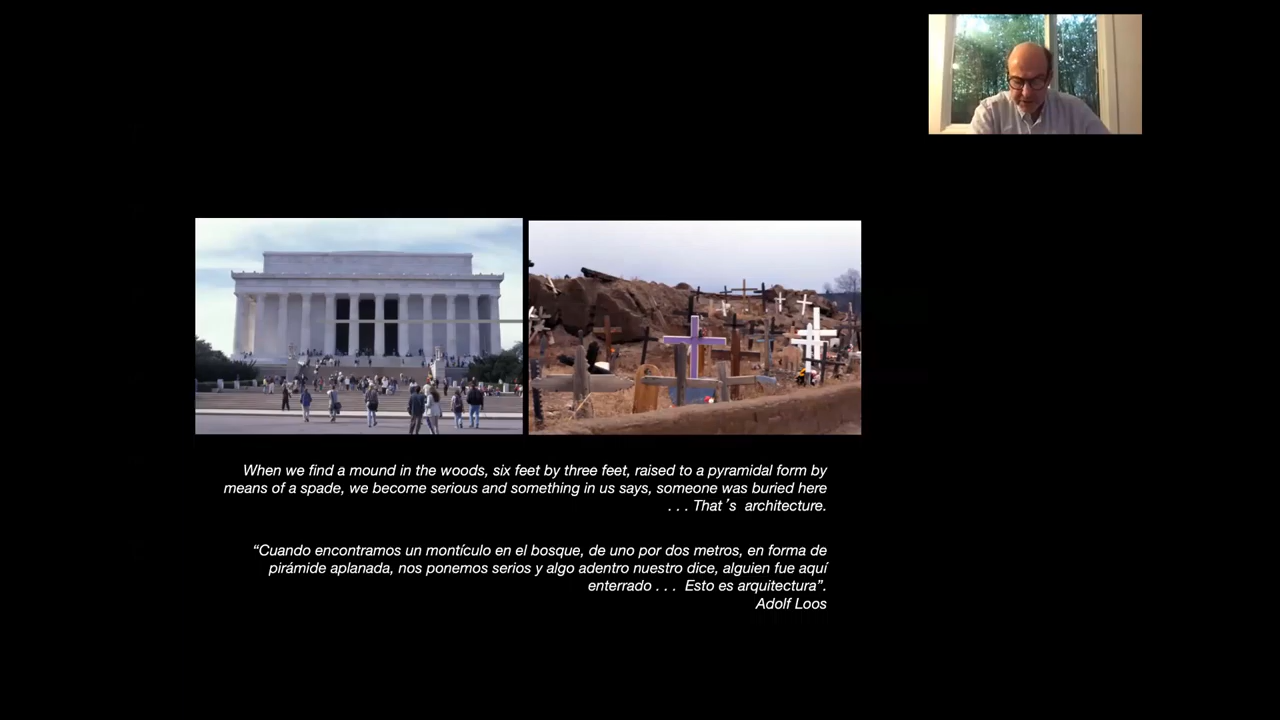 When we find a mound in the woods, six feet by three feet, raised to a pyramidal form by
means of a spade, we become serious and something in us says, someone was buried here
. . . That´s architecture.
“Cuando encontramos un montículo en el bosque, de uno por dos metros, en forma de
pirámide aplanada, nos ponemos serios y algo adentro nuestro dice, alguien fue aquí
enterrado . . . Esto es arquitectura”.
Adolf Loos